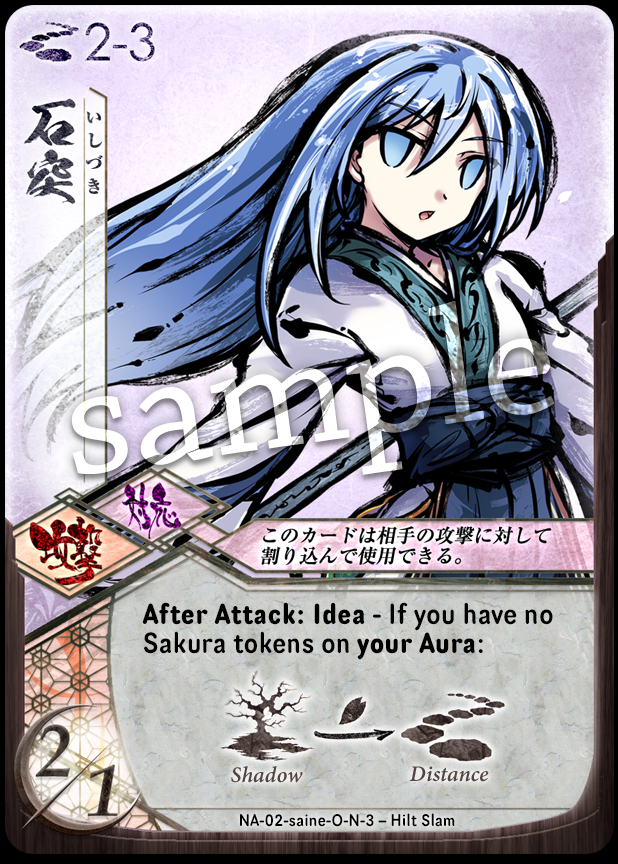 2-3
石突
いしづき
sample
攻撃
対応
このカードは相手の攻撃に対して
割り込んで使用できる。
After Attack: Idea - If you have no
Sakura tokens on your Aura:
Shadow
Distance
2/1
NA-02-saine-O-N-3 – Hilt Slam